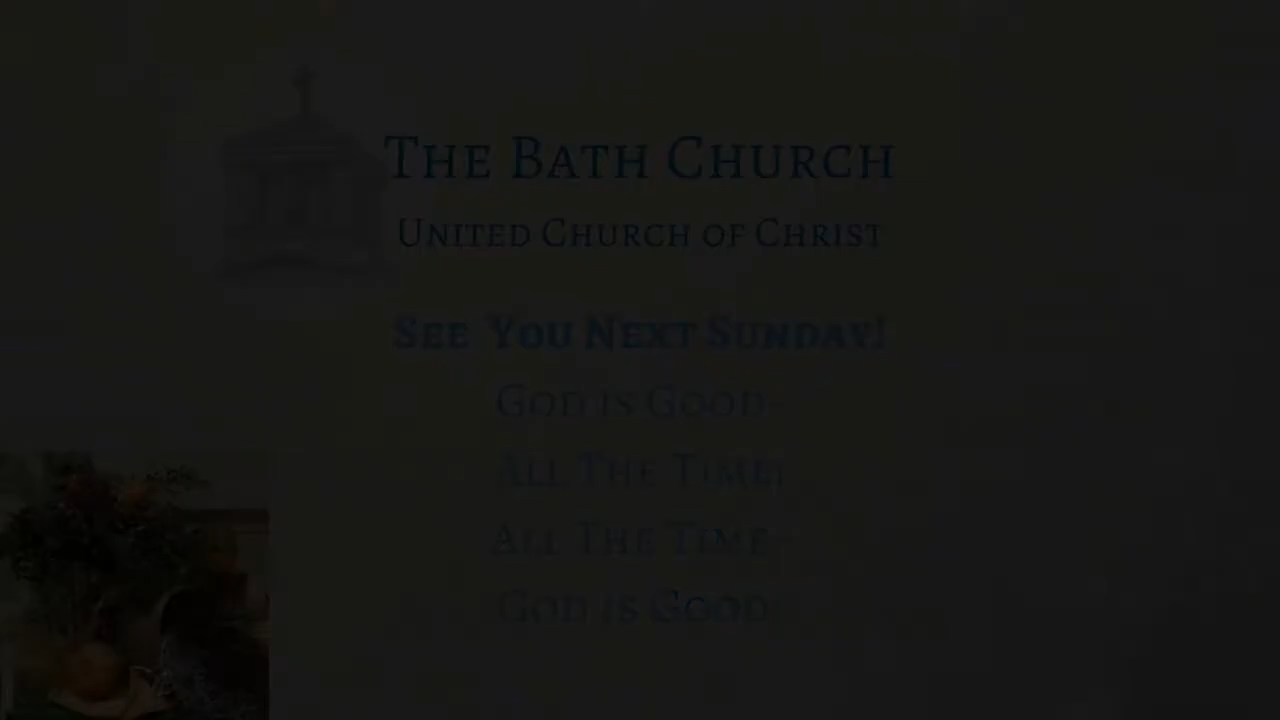 The Bath Church
United Church of Christ
See You Next Sunday!
God is Good
All The Time;
All The Time
God is Good